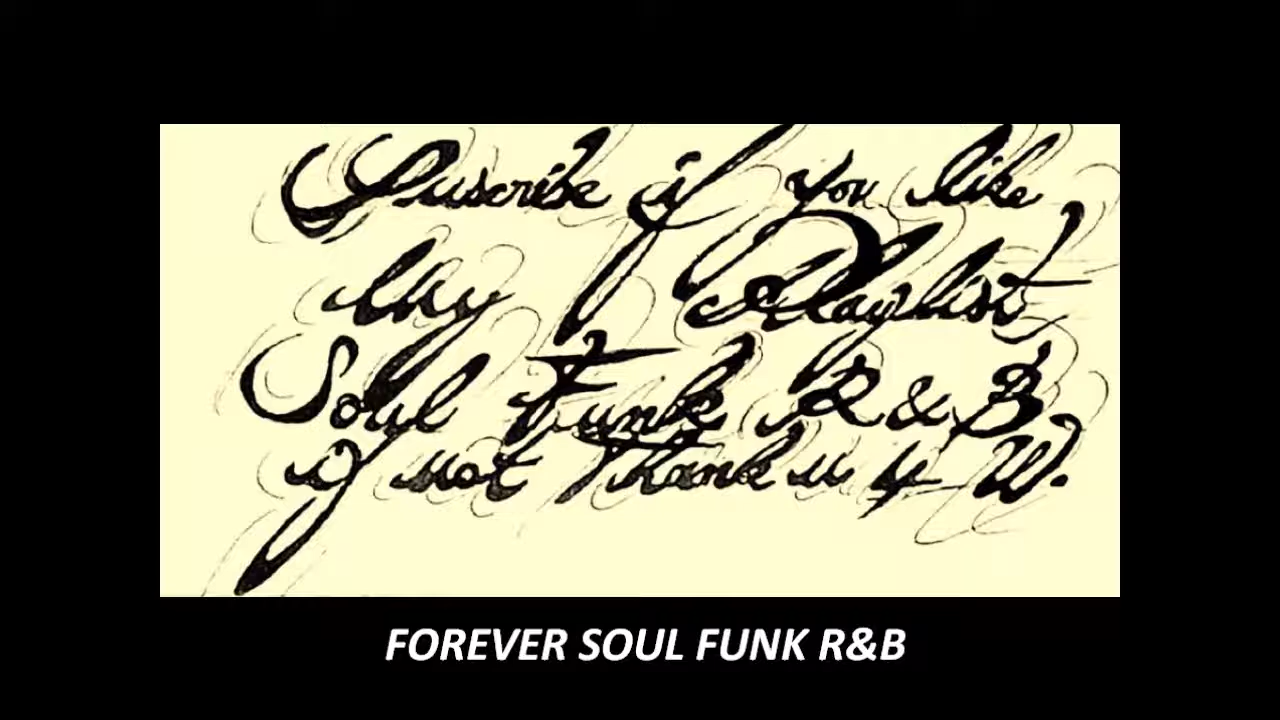 Suscribe if you like
My Playlist
Soul Funk R & B
if not Thank u 4 W.
FOREVER SOUL FUNK R&B